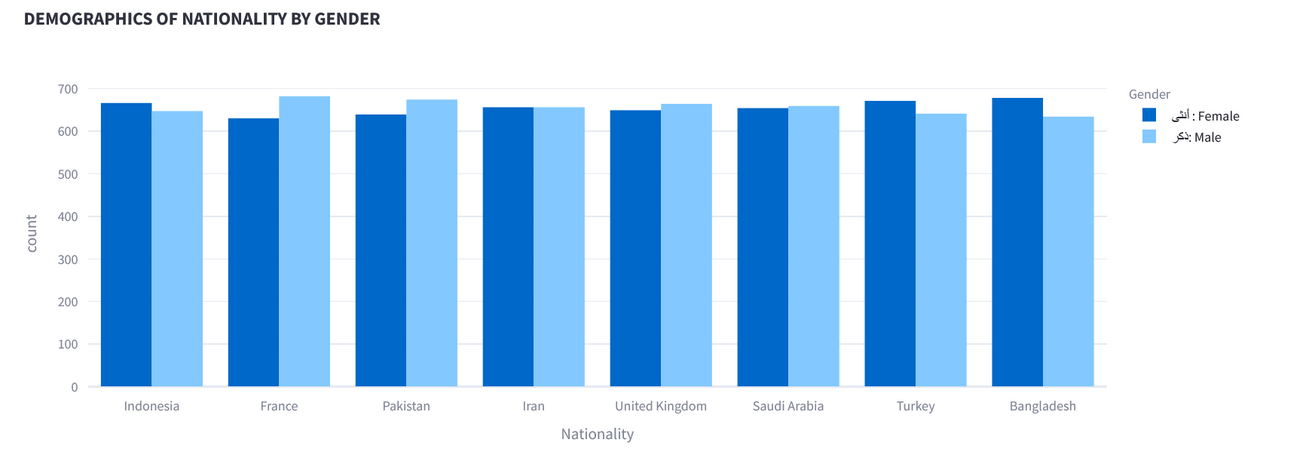 DEMOGRAPHICS OF NATIONALITY BY GENDER
700
600
500
400
300
200
100
0
count
Indonesia France Pakistan Iran United Kingdom Saudi Arabia Turkey Bangladesh
Nationality
Gender
أنثى : Female
ذكر: Male